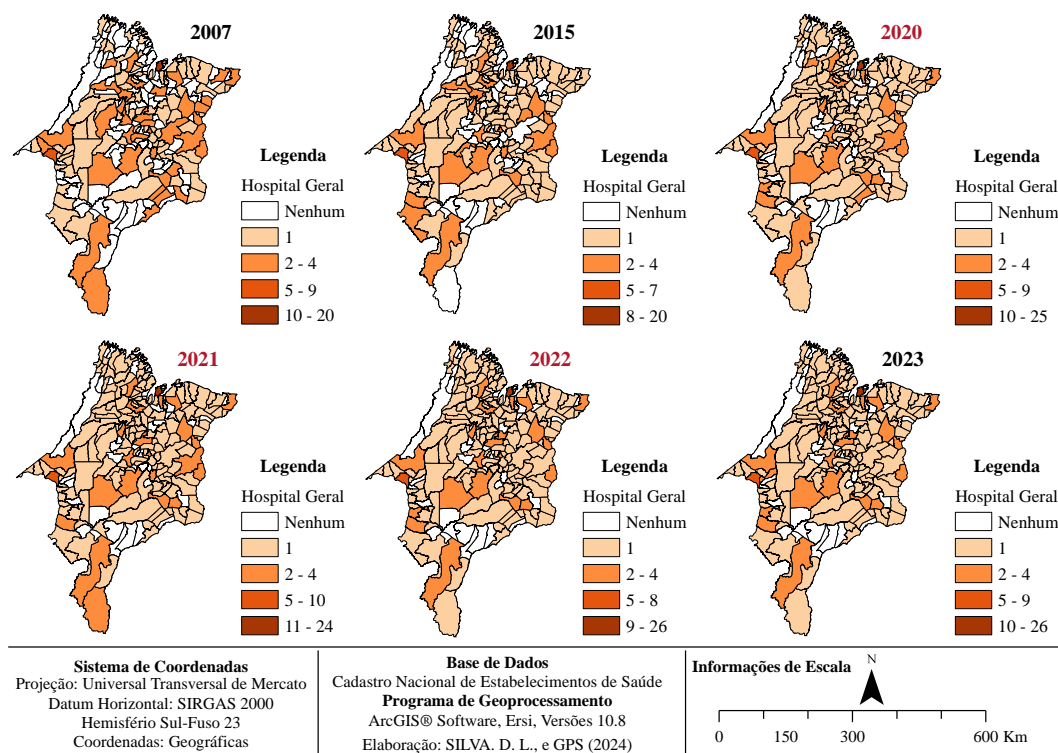 2007
Legenda
Hospital Geral
Nenhum
1
2 - 4
5 - 9
10 - 20
2015
Legenda
Hospital Geral
Nenhum
1
2 - 4
5 - 7
8 - 20
2020
Legenda
Hospital Geral
Nenhum
1
2 - 4
5 - 9
10 - 25
2021
Legenda
Hospital Geral
Nenhum
1
2 - 4
5 - 10
11 - 24
2022
Legenda
Hospital Geral
Nenhum
1
2 - 4
5 - 8
9 - 26
2023
Legenda
Hospital Geral
Nenhum
1
2 - 4
5 - 9
10 - 26
Sistema de Coordenadas
Projeção: Universal Transversal de Mercato
Datum Horizontal: SIRGAS 2000
Hemisfério Sul-Fuso 23
Coordenadas: Geográficas
Base de Dados
Cadastro Nacional de Estabelecimentos de Saúde
Programa de Geoprocessamento
ArcGIS® Software, Ersi, Versões 10.8
Elaboração: SILVA. D. L., e GPS (2024)
Informações de Escala
N
0 150 300 600 Km